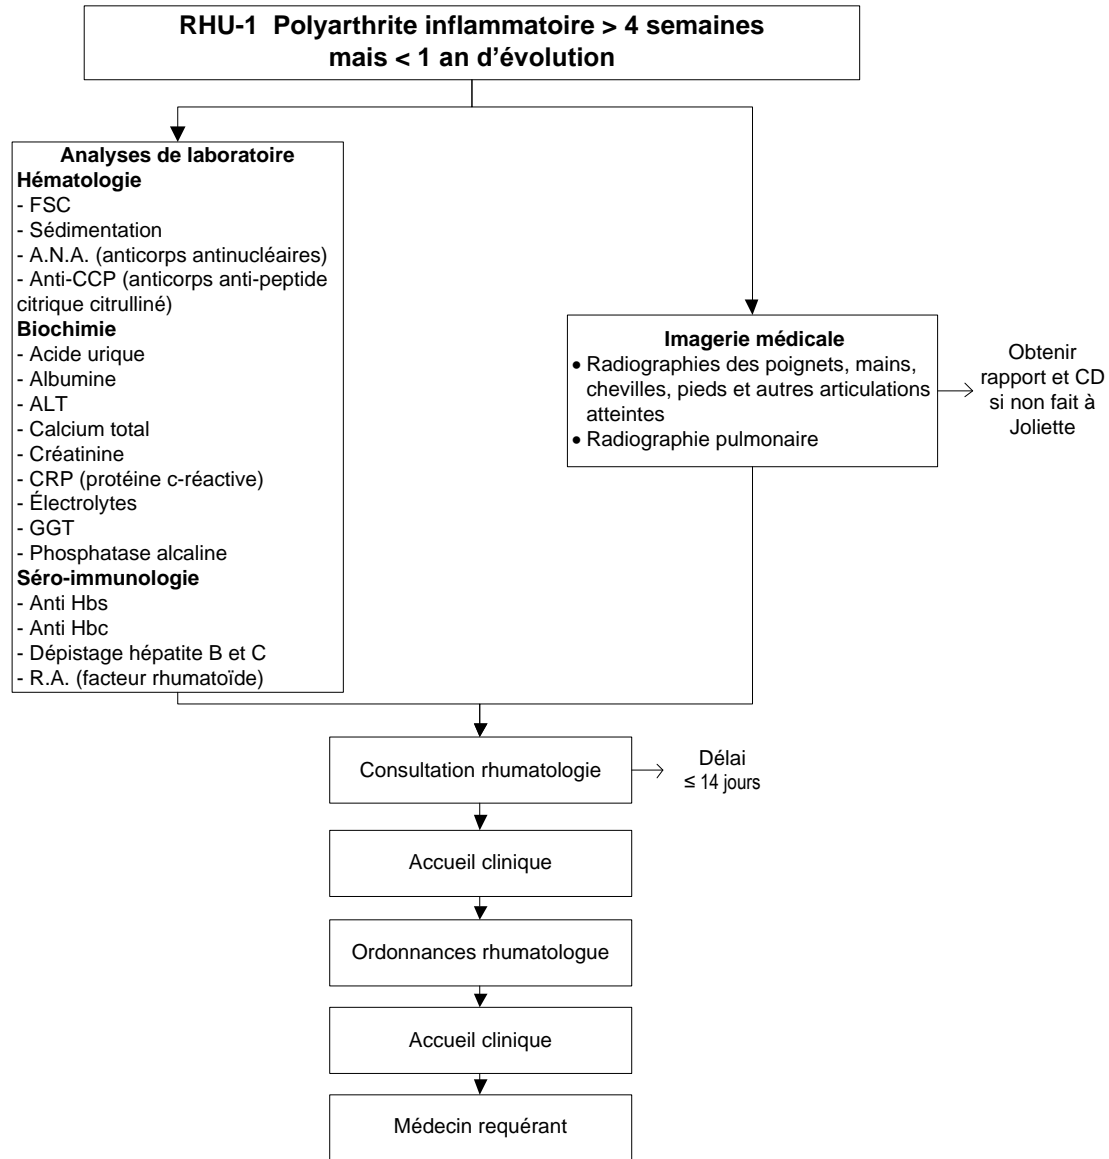 RHU-1 Polyarthrite inflammatoire > 4 semaines
mais < 1 an d’évolution
Analyses de laboratoire
Hématologie
- FSC
- Sédimentation
- A.N.A. (anticorps antinucléaires)
- Anti-CCP (anticorps anti-peptide
citrique citrulliné)
Biochimie
- Acide urique
- Albumine
- ALT
- Calcium total
- Créatinine
- CRP (protéine c-réactive)
- Électrolytes
- GGT
- Phosphatase alcaline
Séro-immunologie
- Anti Hbs
- Anti Hbc
- Dépistage hépatite B et C
- R.A. (facteur rhumatoïde)
Imagerie médicale
• Radiographies des poignets, mains,
chevilles, pieds et autres articulations
atteintes
• Radiographie pulmonaire
Obtenir
rapport et CD
si non fait à
Joliette
Consultation rhumatologie
Délai
≤ 14 jours
Accueil clinique
Ordonnances rhumatologue
Accueil clinique
Médecin requérant